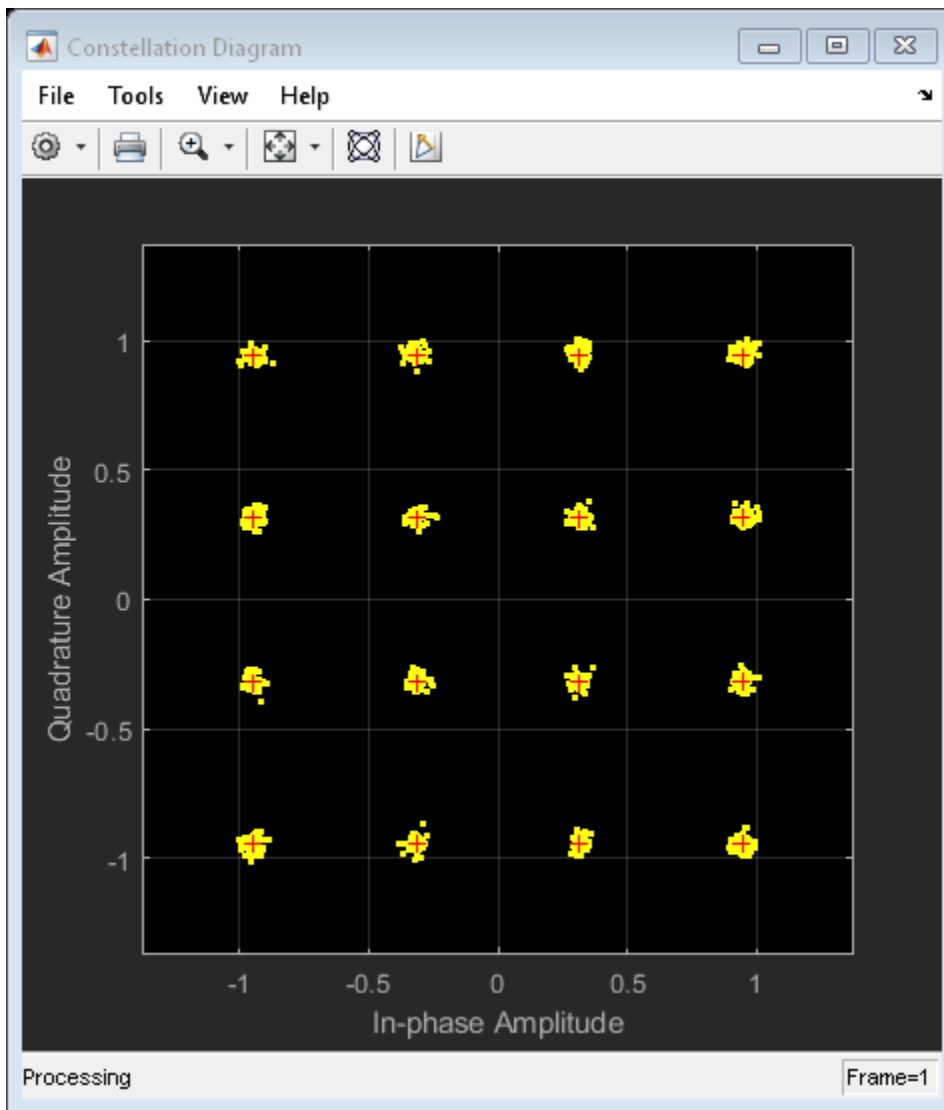 Constellation Diagram
File Tools View Help
1
0.5
0
-0.5
-1
Quadrature Amplitude
-1 -0.5 0 0.5 1
In-phase Amplitude
Processing Frame=1